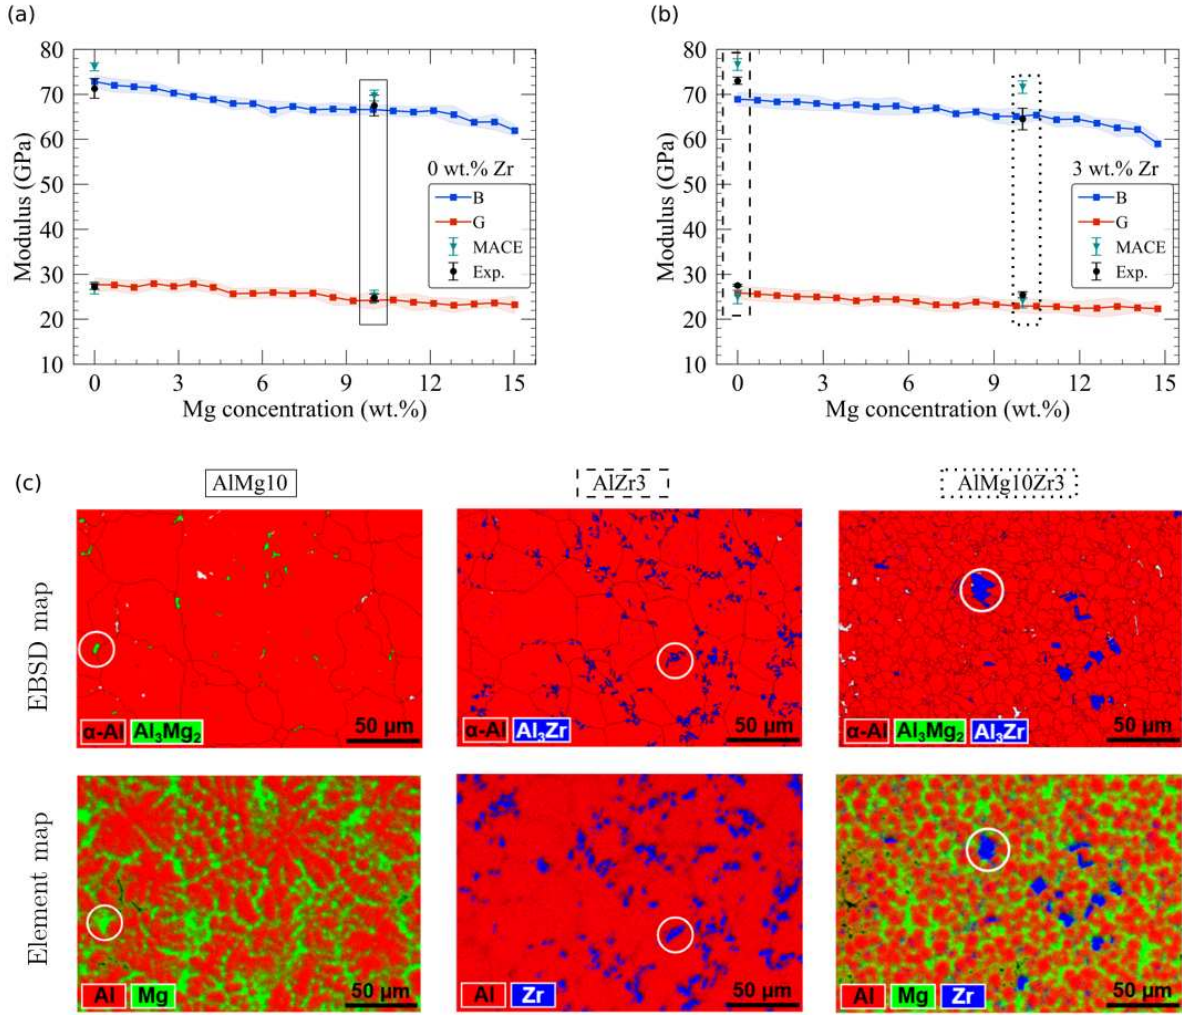 (a)
80
70
60
50
40
30
20
10
Modulus (GPa)
0 wt.% Zr
B
G
MACE
Exp.
0 3 6 9 12 15
Mg concentration (wt.%)
(b)
80
70
60
50
40
30
20
10
Modulus (GPa)
3 wt.% Zr
B
G
MACE
Exp.
0 3 6 9 12 15
Mg concentration (wt.%)
(c)
AlMg10 AlZr3 AlMg10Zr3
EBSD map
α-Al Al₃Mg₂ 50 µm
α-Al Al₃Zr 50 µm
α-Al Al₃Mg₂ Al₃Zr 50 µm
Element map
Al Mg 50 µm
Al Zr 50 µm
Al Mg Zr 50 µm